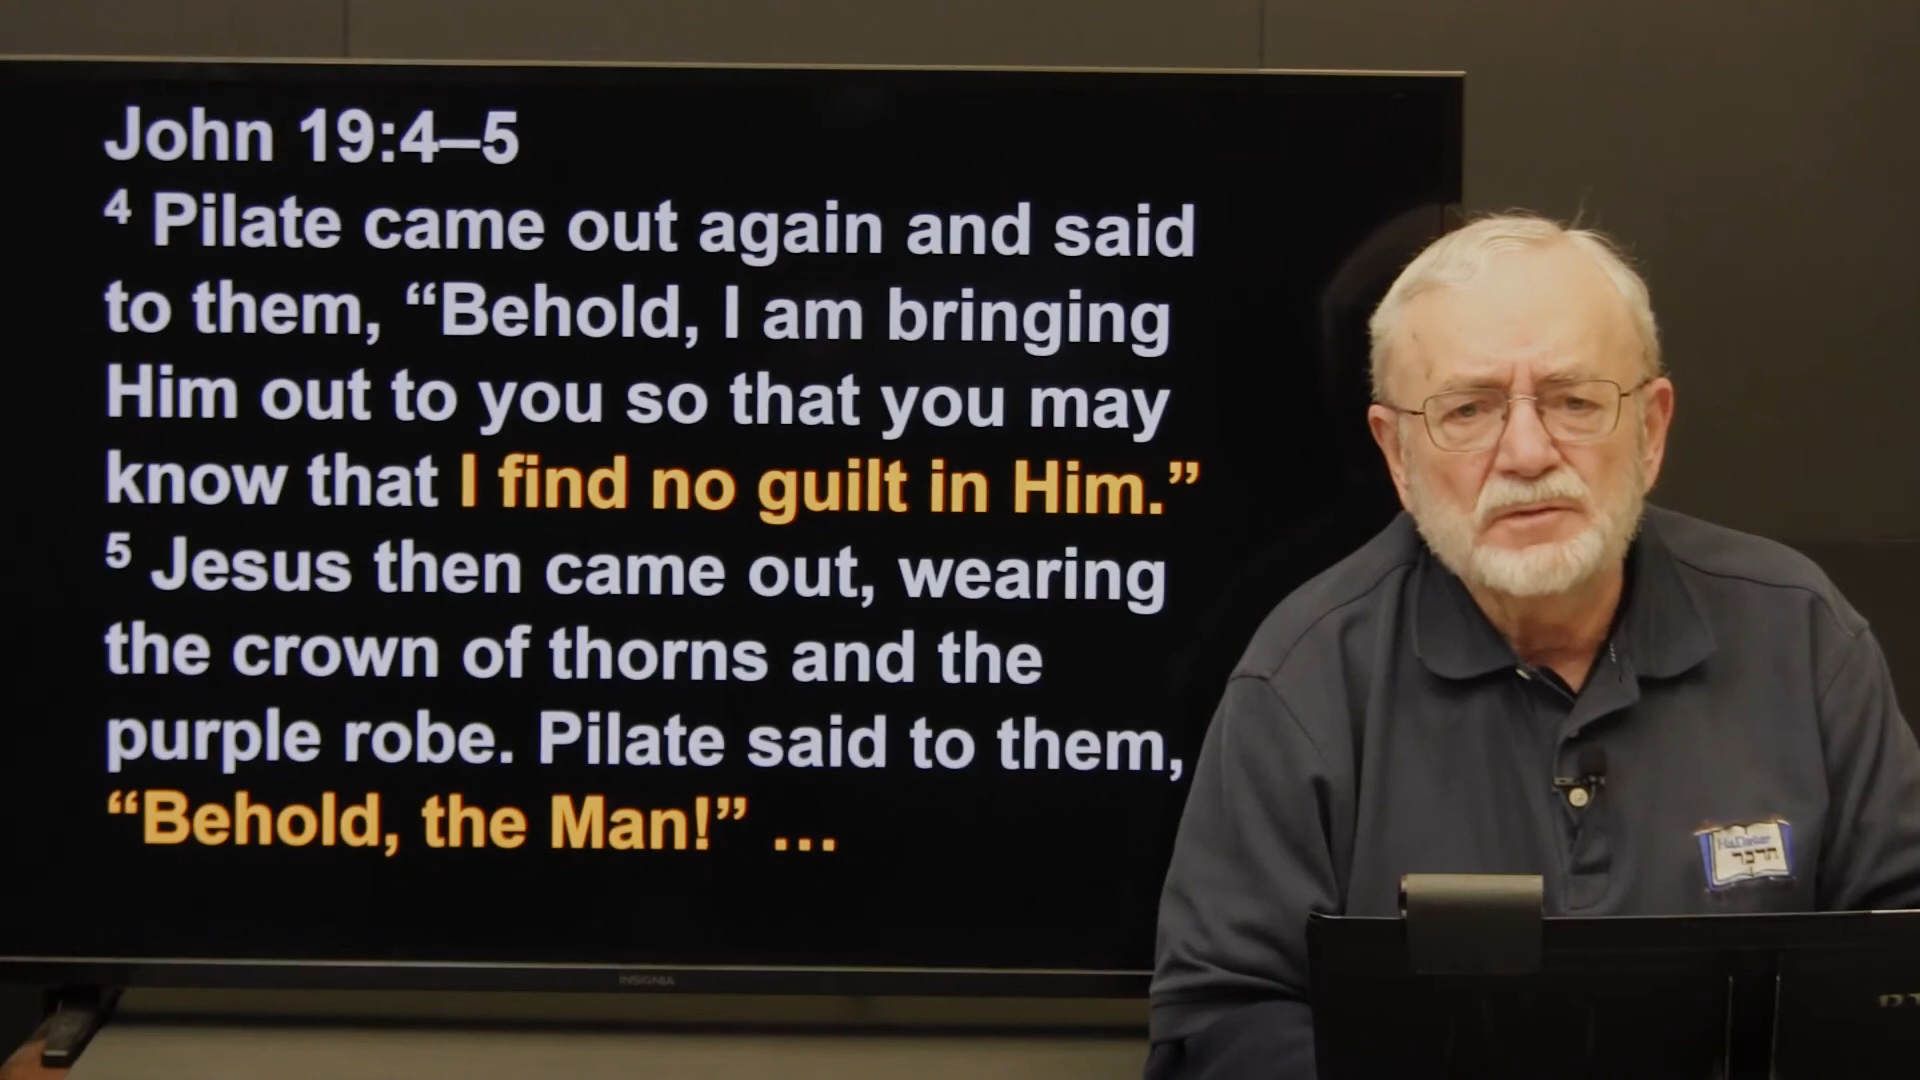 John 19:4–5
⁴ Pilate came out again and said
to them, “Behold, I am bringing
Him out to you so that you may
know that I find no guilt in Him.”
⁵ Jesus then came out, wearing
the crown of thorns and the
purple robe. Pilate said to them,
“Behold, the Man!” …
INSIGNIA
HaDavar
הדבר